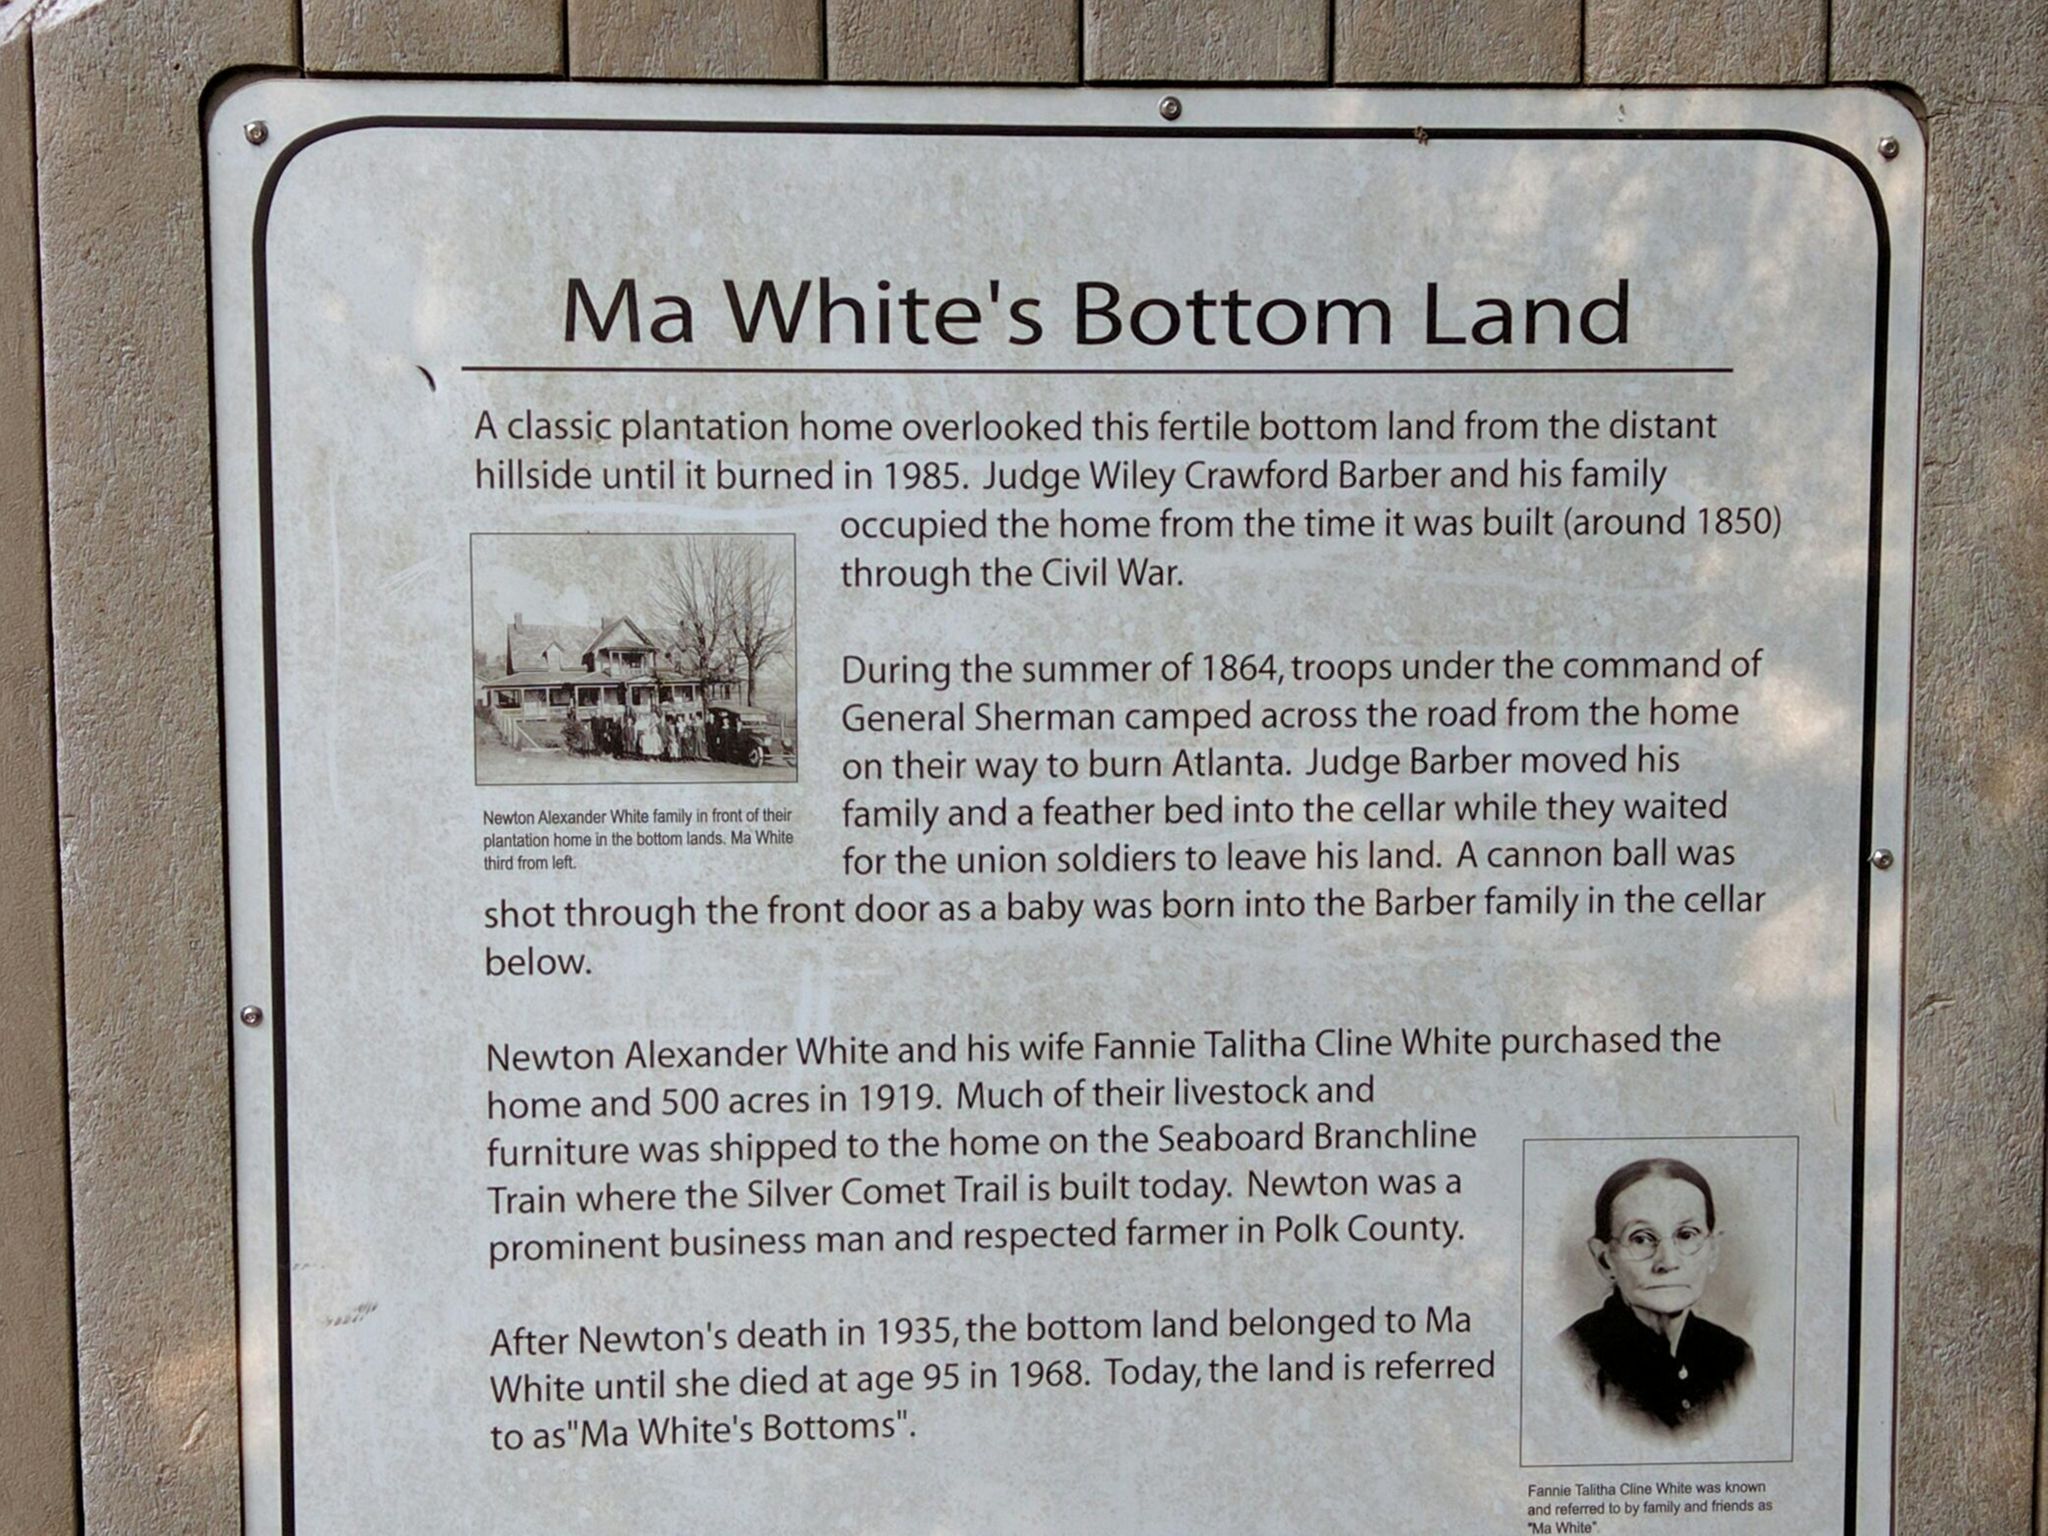 Ma White's Bottom Land
A classic plantation home overlooked this fertile bottom land from the distant
hillside until it burned in 1985. Judge Wiley Crawford Barber and his family
occupied the home from the time it was built (around 1850)
through the Civil War.
During the summer of 1864, troops under the command of
General Sherman camped across the road from the home
on their way to burn Atlanta. Judge Barber moved his
family and a feather bed into the cellar while they waited
for the union soldiers to leave his land. A cannon ball was
shot through the front door as a baby was born into the Barber family in the cellar
below.
Newton Alexander White family in front of their
plantation home in the bottom lands. Ma White
third from left.
Newton Alexander White and his wife Fannie Talitha Cline White purchased the
home and 500 acres in 1919. Much of their livestock and
furniture was shipped to the home on the Seaboard Branchline
Train where the Silver Comet Trail is built today. Newton was a
prominent business man and respected farmer in Polk County.
After Newton's death in 1935, the bottom land belonged to Ma
White until she died at age 95 in 1968. Today, the land is referred
to as"Ma White's Bottoms".
Fannie Talitha Cline White was known
and referred to by family and friends as
"Ma White".